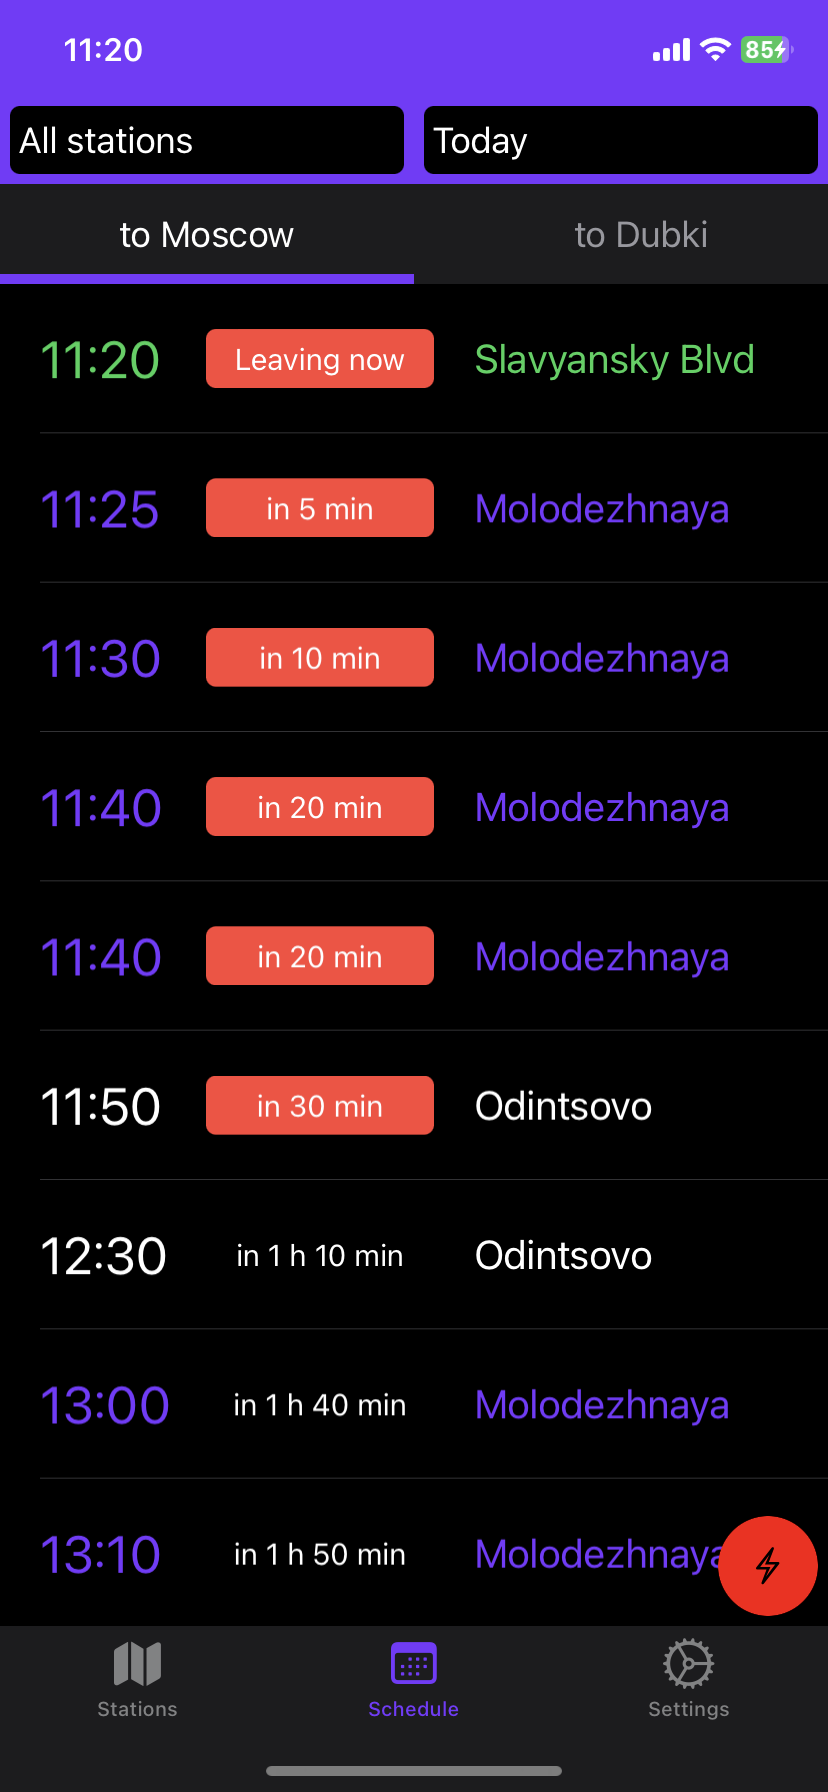 11:20
85
All stations
Today
to Moscow
to Dubki
11:20 Leaving now Slavyansky Blvd
11:25 in 5 min Molodezhnaya
11:30 in 10 min Molodezhnaya
11:40 in 20 min Molodezhnaya
11:40 in 20 min Molodezhnaya
11:50 in 30 min Odintsovo
12:30 in 1 h 10 min Odintsovo
13:00 in 1 h 40 min Molodezhnaya
13:10 in 1 h 50 min Molodezhnaya
Stations
Schedule
Settings